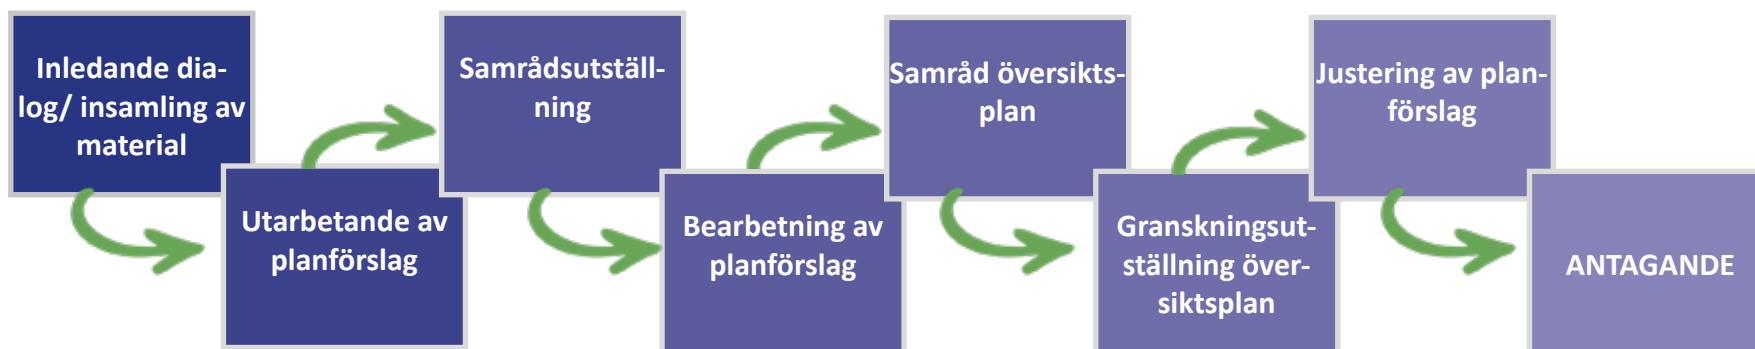 Inledande dia-
log/ insamling av
material
Utarbetande av
planförslag
Samrådsutställ-
ning
Bearbetning av
planförslag
Samråd översikts-
plan
Granskningsut-
ställning över-
siktsplan
Justering av plan-
förslag
ANTAGANDE